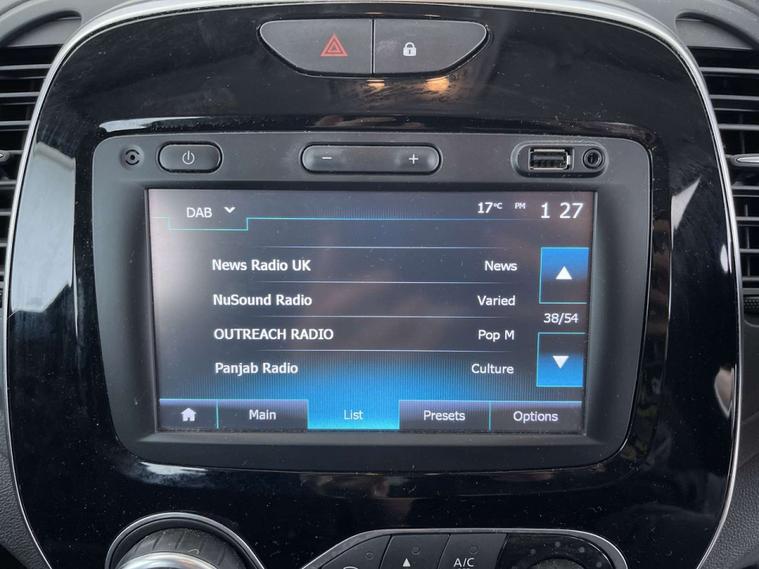 DAB 17°C PM 1 27
News Radio UK News
NuSound Radio Varied
38/54
OUTREACH RADIO Pop M
Panjab Radio Culture
Main List Presets Options
A/C